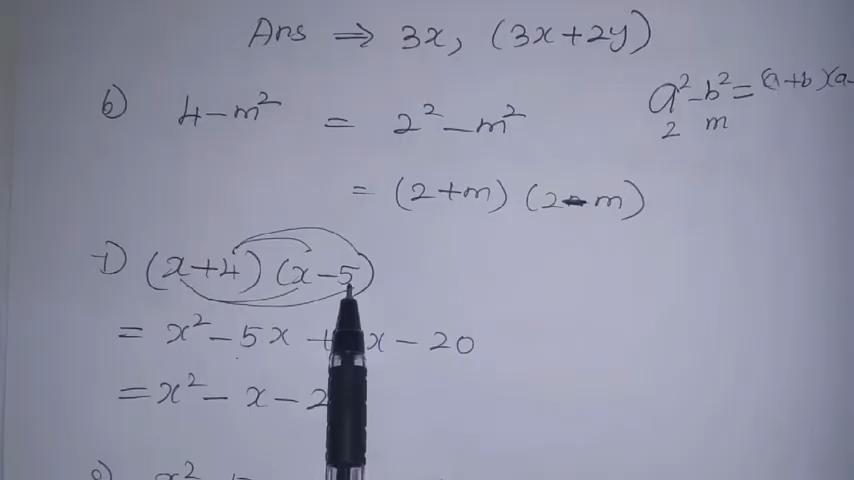 Ans ⇒ 3x, (3x+2y)
b) 4-m² = 2²-m²
a²-b² = (a+b)(a-
2 m
= (2+m) (2-m)
(x+4) (x-5)
= x² - 5x + x - 20
= x² - x - 2
x²